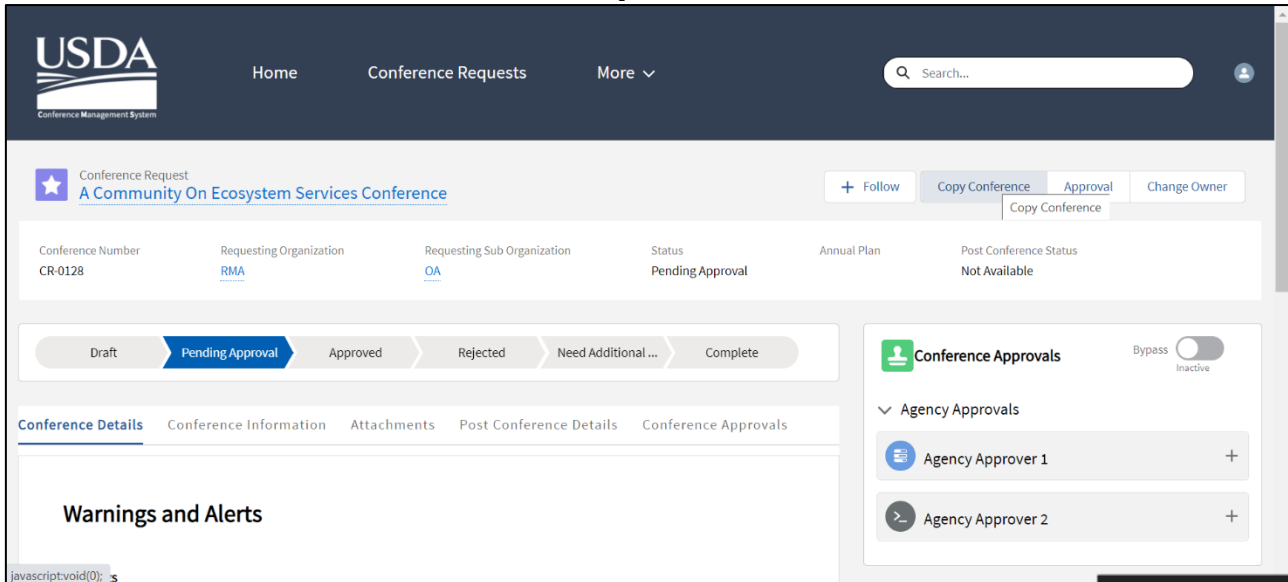 USDA
Conference Management System
Home Conference Requests More
Search...
Conference Request
A Community On Ecosystem Services Conference
+ Follow Copy Conference Approval Change Owner
Copy Conference
Conference Number Requesting Organization Requesting Sub Organization Status Annual Plan Post Conference Status
CR-0128 RMA OA Pending Approval Not Available
Draft Pending Approval Approved Rejected Need Additional ... Complete
Conference Approvals Bypass
Inactive
Agency Approvals
Conference Details Conference Information Attachments Post Conference Details Conference Approvals
Agency Approver 1 +
Warnings and Alerts
Agency Approver 2 +
javascript:void(0);